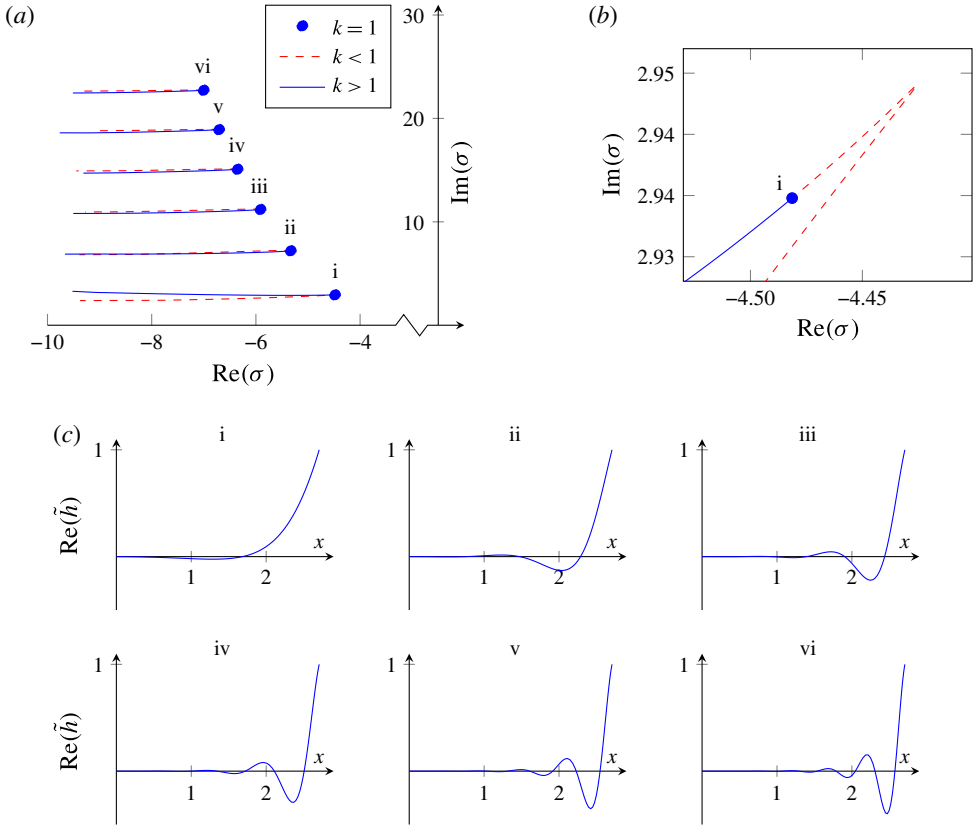 (a)
30
20
10
Im(σ)
k = 1
k < 1
k > 1
vi
v
iv
iii
ii
i
−10
−8
−6
−4
Re(σ)
(b)
2.95
2.94
2.94
2.93
Im(σ)
i
−4.50
−4.45
Re(σ)
(c)
i
1
Re(h̃)
x
1
2
ii
1
x
1
2
iii
1
x
1
2
iv
1
Re(h̃)
x
1
2
v
1
x
1
2
vi
1
x
1
2